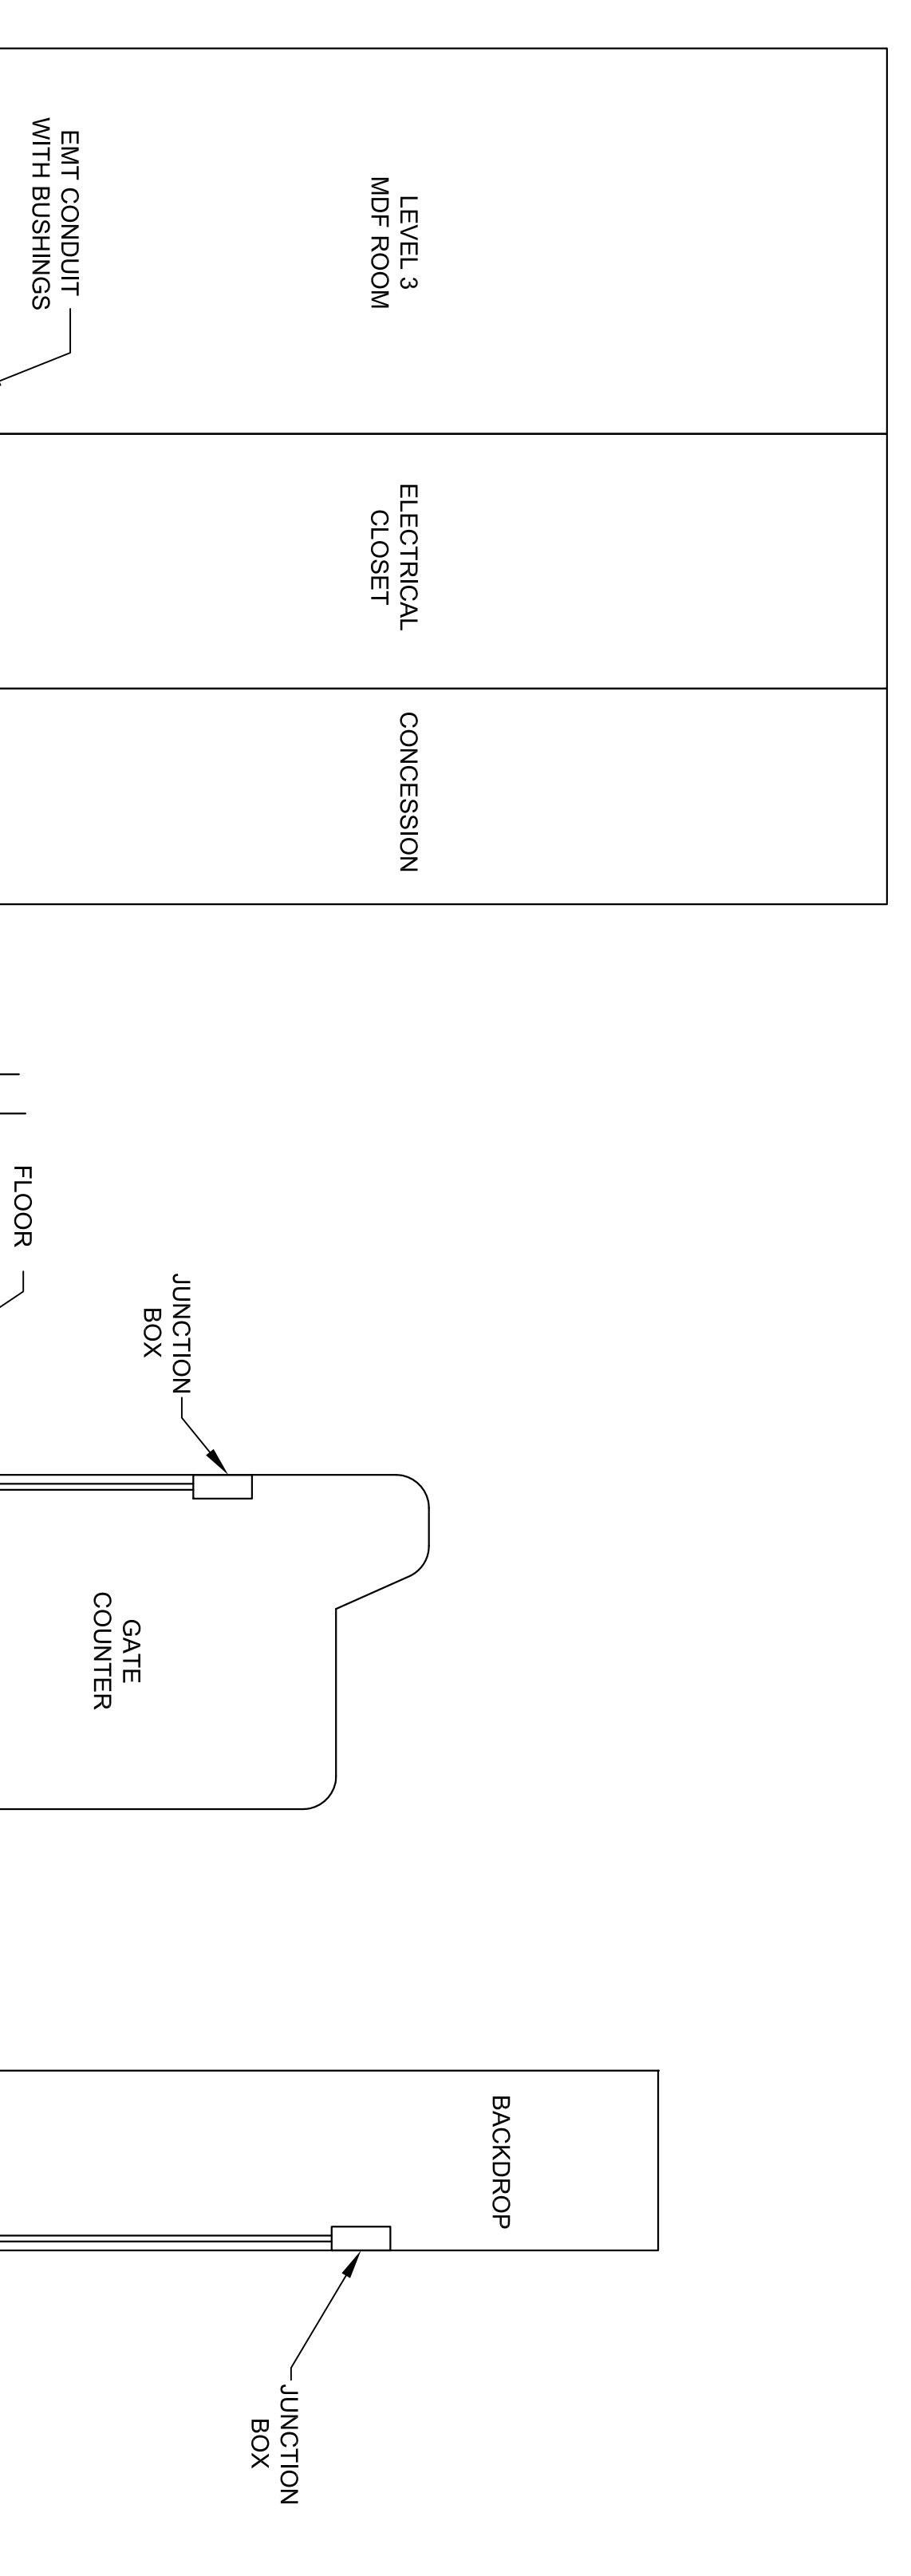 LEVEL 3
MDF ROOM
ELECTRICAL
CLOSET
CONCESSION
EMT CONDUIT
WITH BUSHINGS
BACKDROP
JUNCTION
BOX
JUNCTION
BOX
GATE
COUNTER
FLOOR